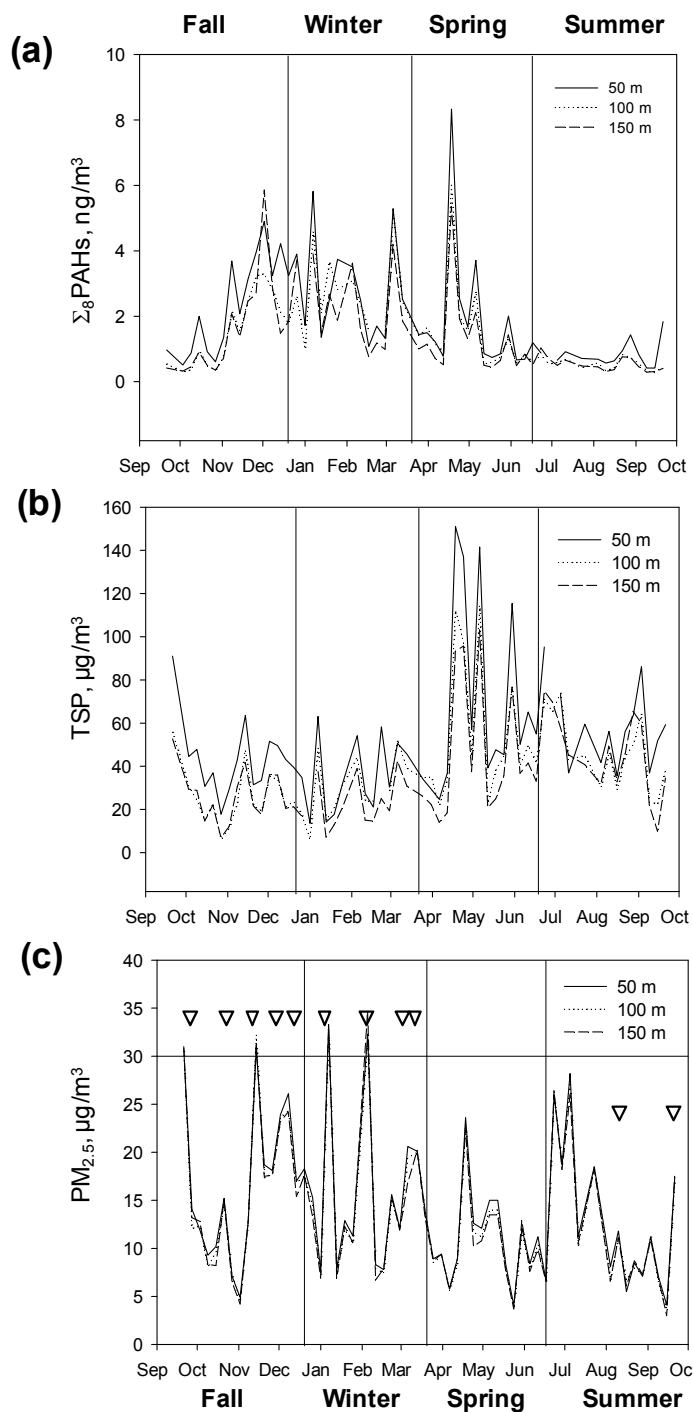 Fall Winter Spring Summer
(a)
10
8
6
4
2
0
Σ8PAHs, ng/m³
50 m
100 m
150 m
Sep Oct Nov Dec Jan Feb Mar Apr May Jun Jul Aug Sep Oct
(b)
160
140
120
100
80
60
40
20
0
TSP, µg/m³
50 m
100 m
150 m
Sep Oct Nov Dec Jan Feb Mar Apr May Jun Jul Aug Sep Oct
(c)
40
35
30
25
20
15
10
5
0
PM2.5, µg/m³
50 m
100 m
150 m
Sep Oct Nov Dec Jan Feb Mar Apr May Jun Jul Aug Sep Oc
Fall Winter Spring Summer